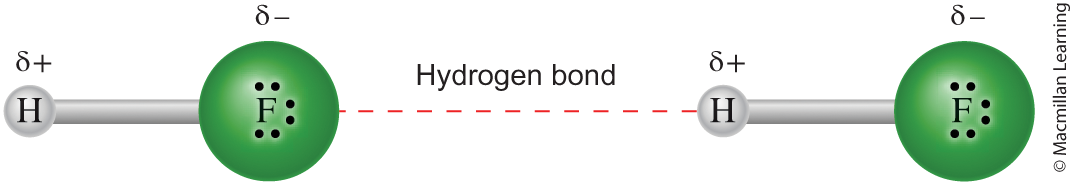 δ– δ–
δ+ Hydrogen bond δ+
H F H F
© Macmillan Learning